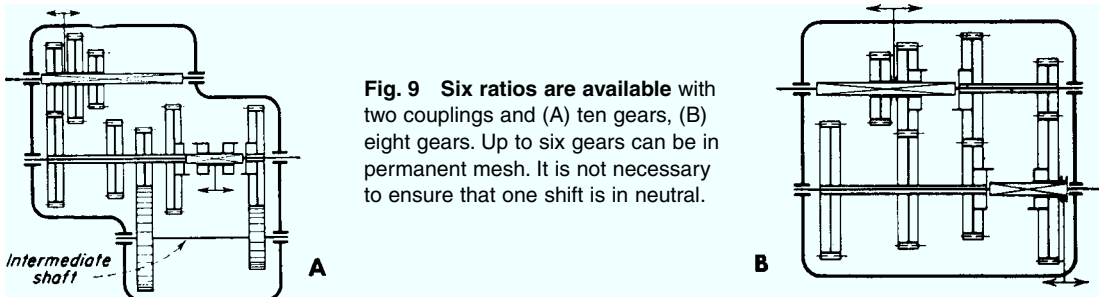 Fig. 9 Six ratios are available with
two couplings and (A) ten gears, (B)
eight gears. Up to six gears can be in
permanent mesh. It is not necessary
to ensure that one shift is in neutral.
Intermediate
shaft
A
B